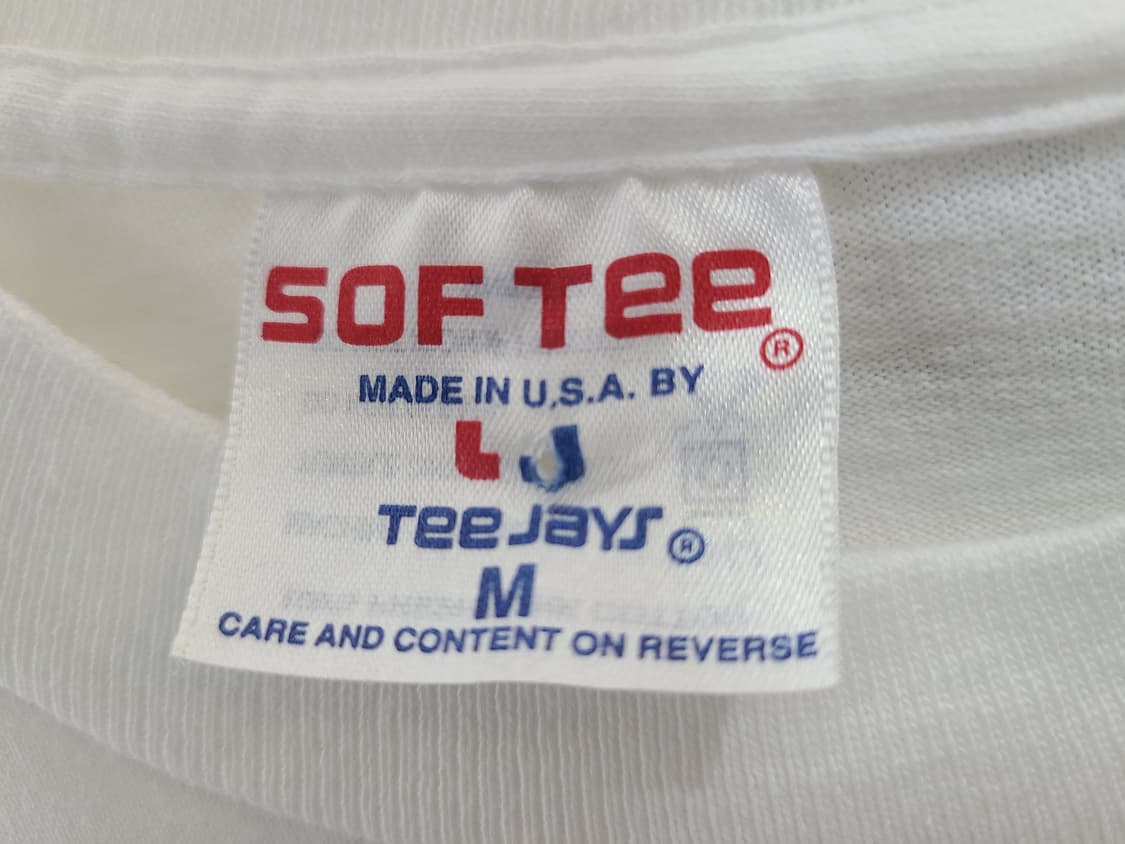 SOF Tee®
MADE IN U.S.A. BY
TeeJays®
M
CARE AND CONTENT ON REVERSE